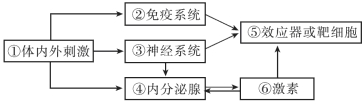 ②免疫系统
①体内外刺激
③神经系统
⑤效应器或靶细胞
④内分泌腺
⑥激素